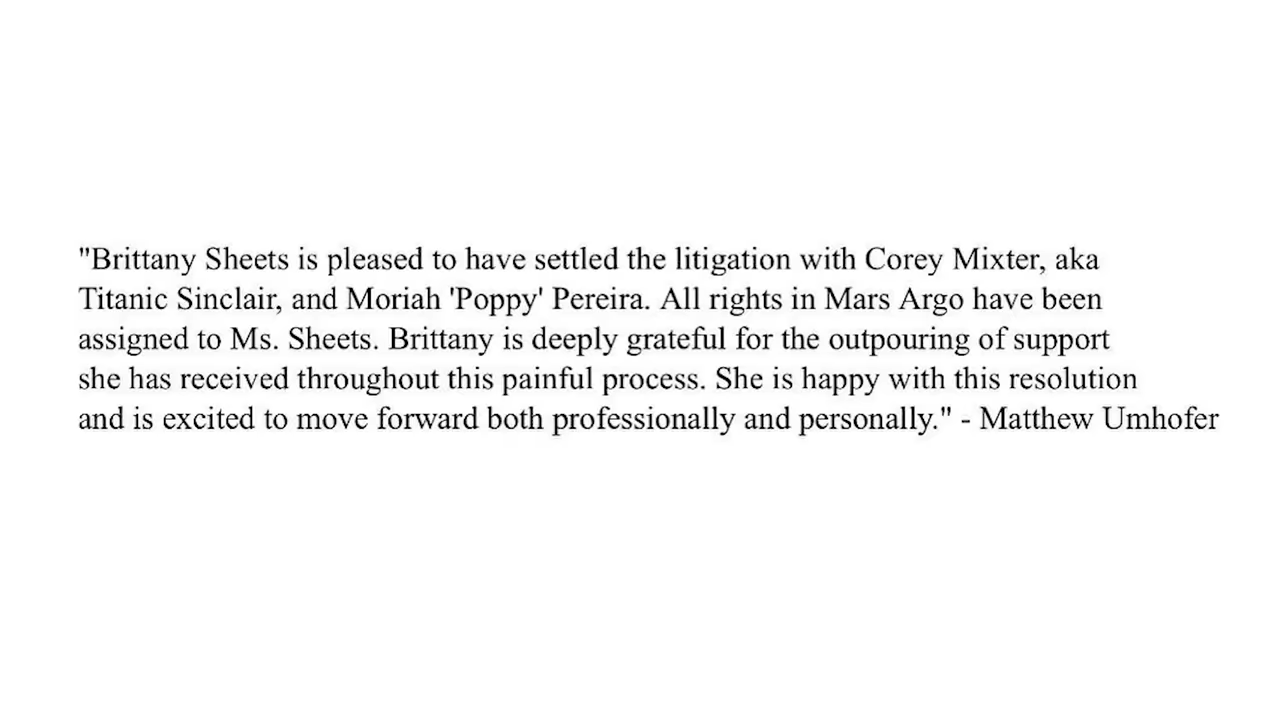 "Brittany Sheets is pleased to have settled the litigation with Corey Mixter, aka
Titanic Sinclair, and Moriah 'Poppy' Pereira. All rights in Mars Argo have been
assigned to Ms. Sheets. Brittany is deeply grateful for the outpouring of support
she has received throughout this painful process. She is happy with this resolution
and is excited to move forward both professionally and personally." - Matthew Umhofer